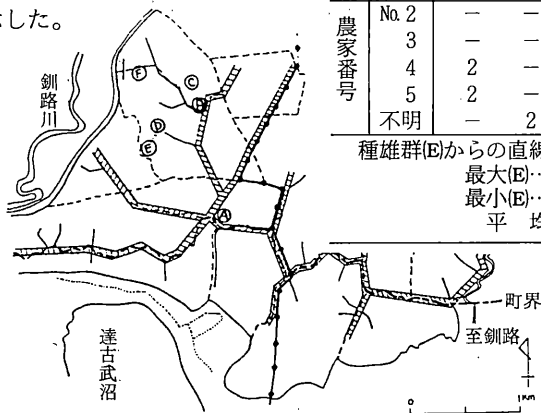 した。
農家番号
No.2 － －
3 － －
4 2 －
5 2 －
不明 － 2
種雄群(E)からの直線
最大(E)…
最小(E)…
平 均
釧路川
Ⓕ
Ⓒ
Ⓓ
Ⓔ
Ⓐ
達古武沼
町界
至釧路
0 1km